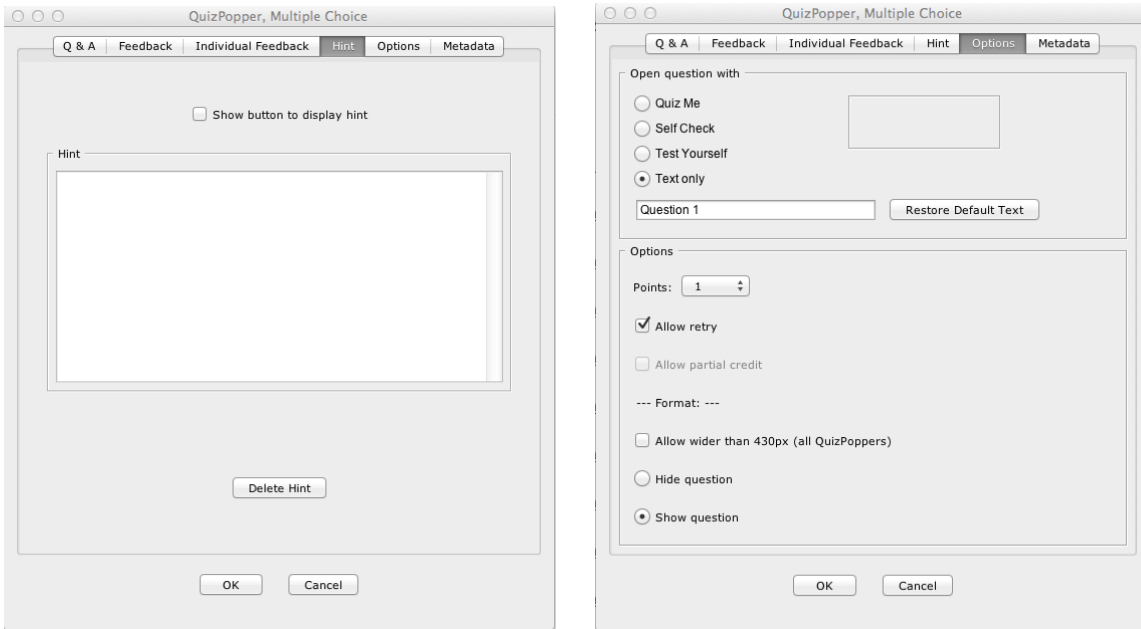 QuizPopper, Multiple Choice
Q & A Feedback Individual Feedback Hint Options Metadata
Show button to display hint
Hint
Delete Hint
OK Cancel
QuizPopper, Multiple Choice
Q & A Feedback Individual Feedback Hint Options Metadata
Open question with
Quiz Me
Self Check
Test Yourself
Text only
Question 1 Restore Default Text
Options
Points: 1
Allow retry
Allow partial credit
--- Format: ---
Allow wider than 430px (all QuizPoppers)
Hide question
Show question
OK Cancel